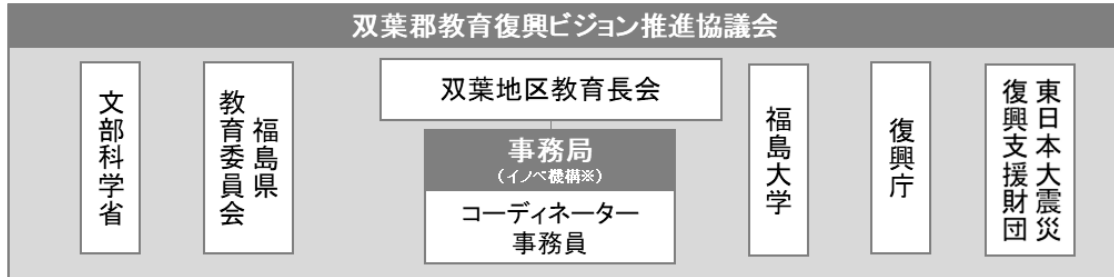 双葉郡教育復興ビジョン推進協議会
文部科学省
福島県
教育委員会
双葉地区教育長会
事務局
（イノベ機構※）
コーディネーター
事務員
福島大学
復興庁
東日本大震災
復興支援財団